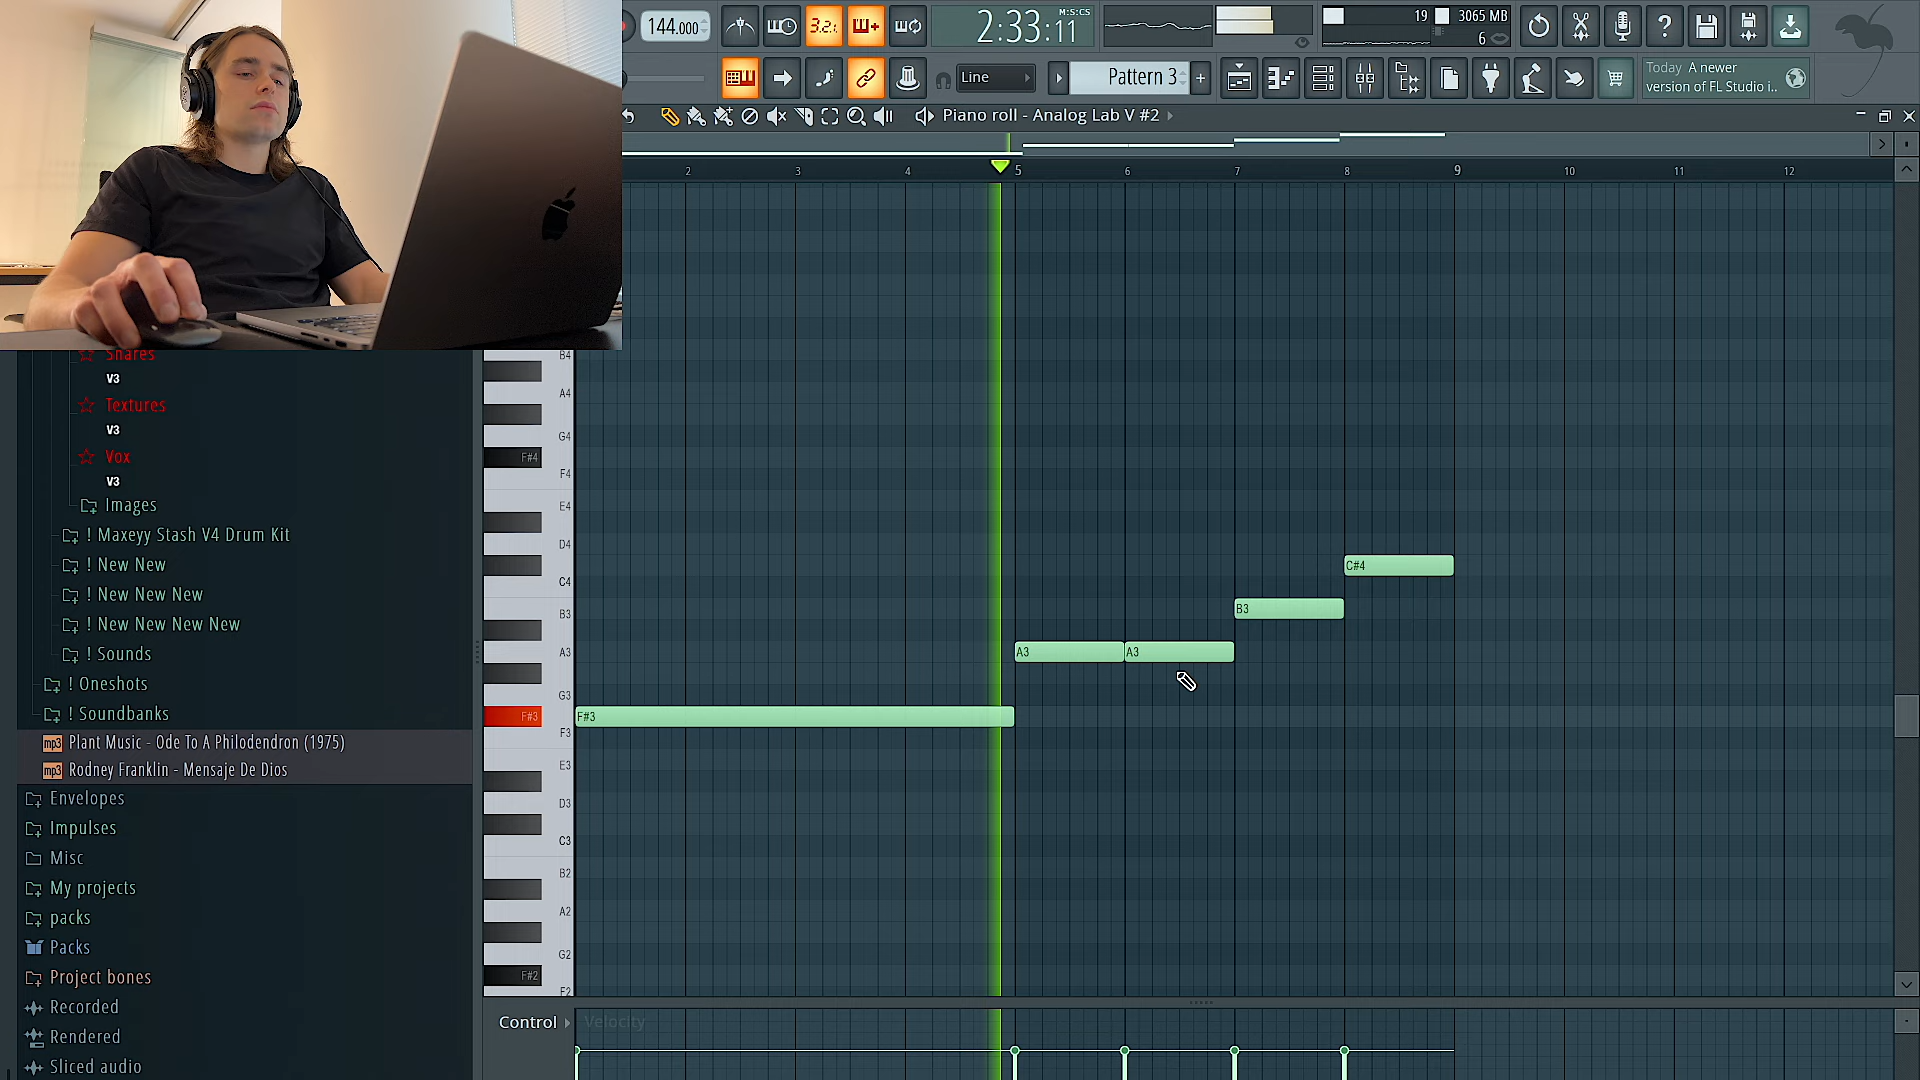 144.000
3.2.
2:33:11
M:S:CS
19
3065 MB
6
Line
Pattern 3
Today A newer
version of FL Studio i..
Piano roll - Analog Lab V #2
2 3 4 5 6 7 8 9 10 11 12
Shares
V3
Textures
V3
Vox
V3
Images
! Maxeyy Stash V4 Drum Kit
! New New
! New New New
! New New New New
! Sounds
! Oneshots
! Soundbanks
mp3 Plant Music - Ode To A Philodendron (1975)
mp3 Rodney Franklin - Mensaje De Dios
Envelopes
Impulses
Misc
My projects
packs
Packs
Project bones
Recorded
Rendered
Sliced audio
B4
A4
G4
F#4
F4
E4
D4
C4
B3
A3
G3
F#3
F3
E3
D3
C3
B2
A2
G2
F#2
F2
C#4
B3
A3
A3
F#3
Control
Velocity